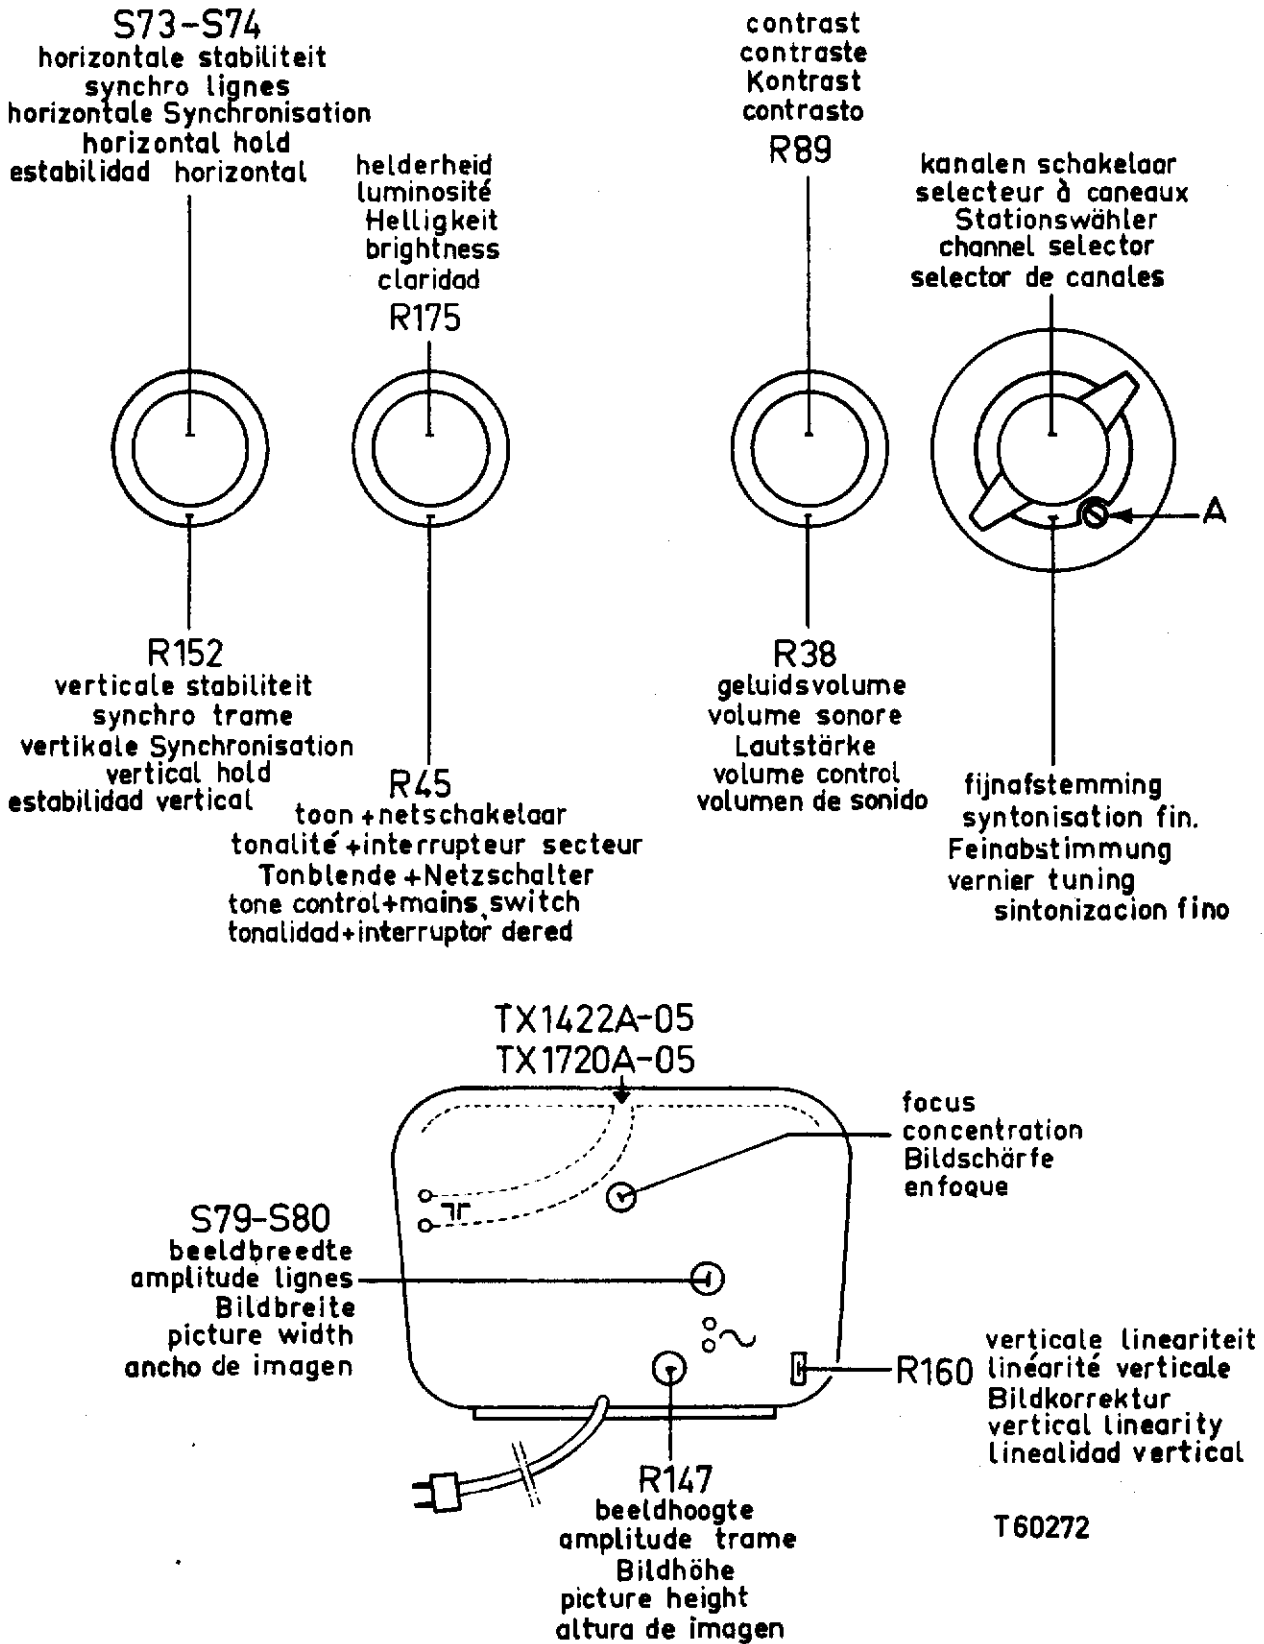 S73-S74
horizontale stabiliteit
synchro lignes
horizontale Synchronisation
horizontal hold
estabilidad horizontal
helderheid
luminosité
Helligkeit
brightness
claridad
R175
contrast
contraste
Kontrast
contrasto
R89
kanalen schakelaar
selecteur à caneaux
Stationswähler
channel selector
selector de canales
A
R152
verticale stabiliteit
synchro trame
vertikale Synchronisation
vertical hold
estabilidad vertical
R45
toon+netschakelaar
tonalité+interrupteur secteur
Tonblende+Netzschalter
tone control+mains switch
tonalidad+interruptor dered
R38
geluidsvolume
volume sonore
Lautstärke
volume control
volumen de sonido
fijnafstemming
syntonisation fin.
Feinabstimmung
vernier tuning
sintonizacion fino
TX1422A-05
TX1720A-05
focus
concentration
Bildschärfe
enfoque
S79-S80
beeldbreedte
amplitude lignes
Bildbreite
picture width
ancho de imagen
R160
verticale lineariteit
linéarité verticale
Bildkorrektur
vertical linearity
linealidad vertical
R147
beeldhoogte
amplitude trame
Bildhöhe
picture height
altura de imagen
T60272